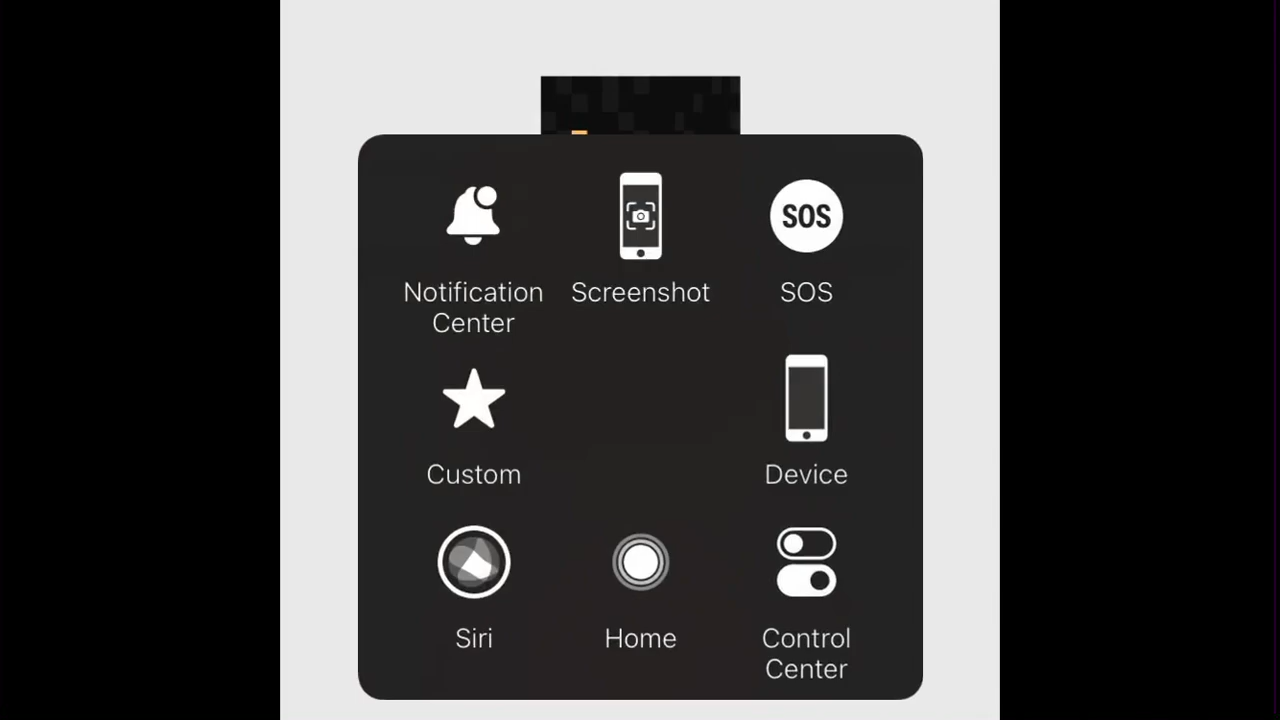 SOS
Notification
Center
Screenshot
SOS
Custom
Device
Siri
Home
Control
Center